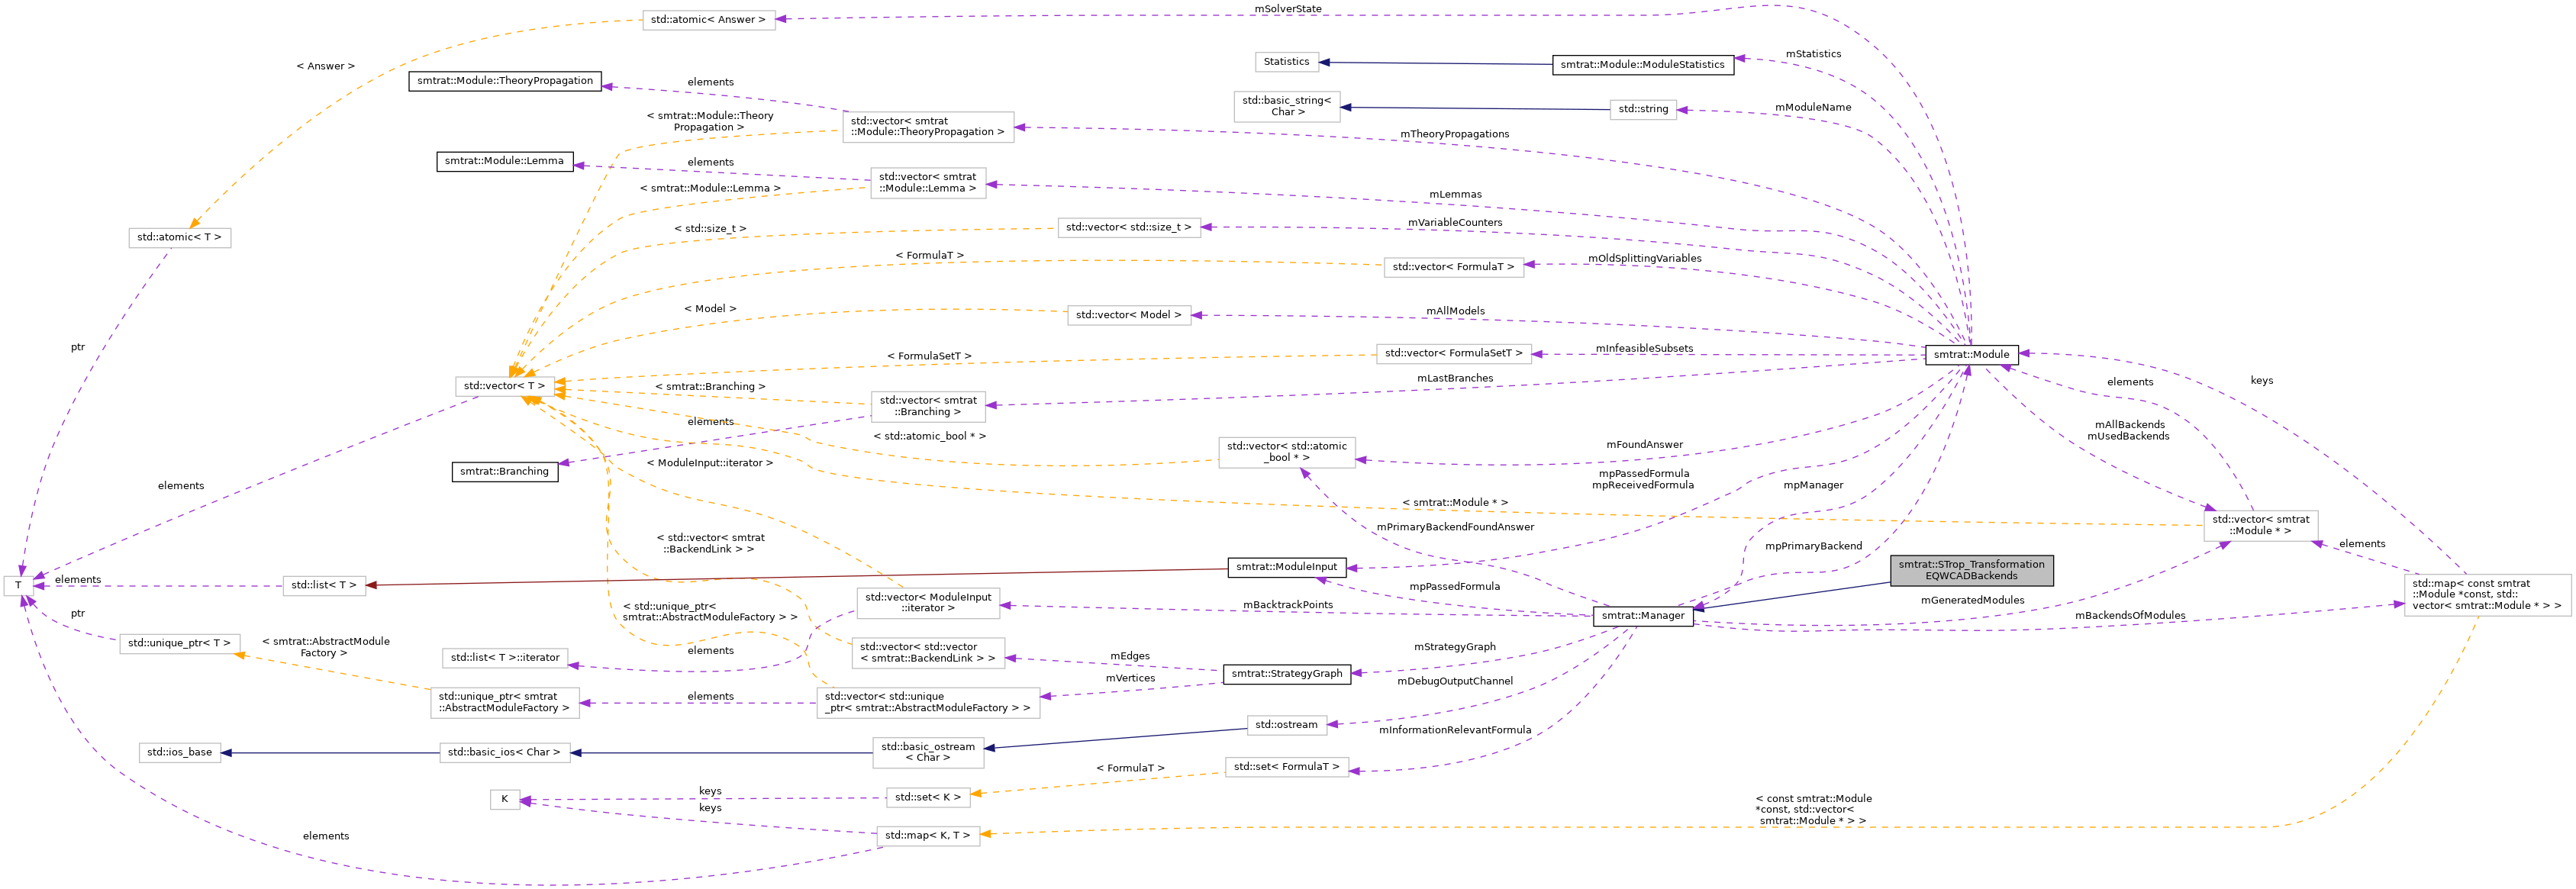 mSolverState
std::atomic< Answer >
mStatistics
< Answer >
Statistics
smtrat::Module::ModuleStatistics
smtrat::Module::TheoryPropagation
elements
std::basic_string<
Char >
std::string
mModuleName
< smtrat::Module::Theory
Propagation >
std::vector< smtrat
::Module::TheoryPropagation >
mTheoryPropagations
smtrat::Module::Lemma
elements
std::vector< smtrat
::Module::Lemma >
< smtrat::Module::Lemma >
mLemmas
std::atomic< T >
< std::size_t >
std::vector< std::size_t >
mVariableCounters
< FormulaT >
std::vector< FormulaT >
mOldSplittingVariables
< Model >
std::vector< Model >
mAllModels
ptr
< FormulaSetT >
std::vector< FormulaSetT >
mInfeasibleSubsets
smtrat::Module
std::vector< T >
< smtrat::Branching >
mLastBranches
elements
keys
std::vector< smtrat
::Branching >
elements
mAllBackends
mUsedBackends
< std::atomic_bool * >
std::vector< std::atomic
_bool * >
mFoundAnswer
smtrat::Branching
< ModuleInput::iterator >
mpPassedFormula
mpReceivedFormula
mpManager
elements
< smtrat::Module * >
std::vector< smtrat
::Module * >
mPrimaryBackendFoundAnswer
< std::vector< smtrat
::BackendLink > >
mpPrimaryBackend
elements
T
elements
std::list< T >
smtrat::ModuleInput
smtrat::STrop_Transformation
EQWCADBackends
std::map< const smtrat
::Module *const, std::
vector< smtrat::Module * > >
mpPassedFormula
mGeneratedModules
std::vector< ModuleInput
::iterator >
mBacktrackPoints
smtrat::Manager
mBackendsOfModules
ptr
< std::unique_ptr<
smtrat::AbstractModuleFactory > >
std::unique_ptr< T >
< smtrat::AbstractModule
Factory >
std::list< T >::iterator
elements
std::vector< std::vector
< smtrat::BackendLink > >
mEdges
mStrategyGraph
smtrat::StrategyGraph
mVertices
mDebugOutputChannel
std::unique_ptr< smtrat
::AbstractModuleFactory >
elements
std::vector< std::unique
_ptr< smtrat::AbstractModuleFactory > >
std::ostream
mInformationRelevantFormula
std::ios_base
std::basic_ios< Char >
std::basic_ostream
< Char >
< FormulaT >
std::set< FormulaT >
K
keys
std::set< K >
keys
< const smtrat::Module
*const, std::vector<
smtrat::Module * > >
elements
std::map< K, T >